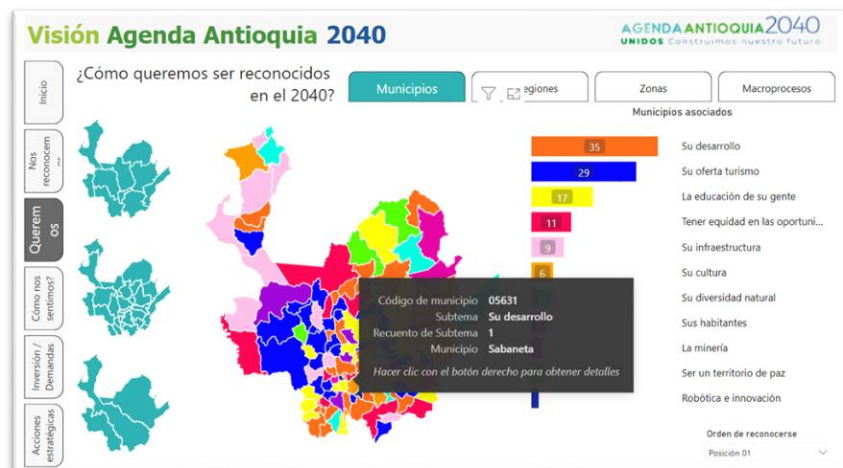 Visión Agenda Antioquia 2040
AGENDA ANTIOQUIA 2040
UNIDOS Construimos nuestro futuro
¿Cómo queremos ser reconocidos
en el 2040?
Municipios
egiones
Zonas
Macroprocesos
Inicio
Nos
reconocem
os
Querem
os
Cómo nos
sentimos?
Inversión /
Demandas
Acciones
estratégicas
Municipios asociados
35 Su desarrollo
29 Su oferta turismo
17 La educación de su gente
11 Tener equidad en las oportuni...
9 Su infraestructura
6 Su cultura
Su diversidad natural
Sus habitantes
La minería
Ser un territorio de paz
Robótica e innovación
Código de municipio 05631
Subtema Su desarrollo
Recuento de Subtema 1
Municipio Sabaneta
Hacer clic con el botón derecho para obtener detalles
Orden de reconocerse
Posición 01